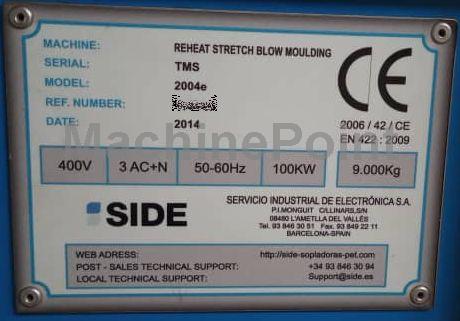 MACHINE: REHEAT STRETCH BLOW MOULDING
SERIAL: TMS
MODEL: 2004e
REF. NUMBER:
DATE: 2014
CE
2006 / 42 / CE
EN 422 : 2009
MachinePoint
400V 3 AC+N 50-60Hz 100KW 9.000Kg
SIDE
SERVICIO INDUSTRIAL DE ELECTRÓNICA S.A.
P.I.MONGUIT C/LLINARS,S/N
08480 L'AMETLLA DEL VALLÉS
Tel. 93 846 30 51 Fax. 93 849 22 11
BARCELONA-SPAIN
WEB ADRESS: http://side-sopladoras-pet.com
POST - SALES TECHNICAL SUPPORT: +34 93 846 30 94
LOCAL TECHNICAL SUPPORT: Support@side.es